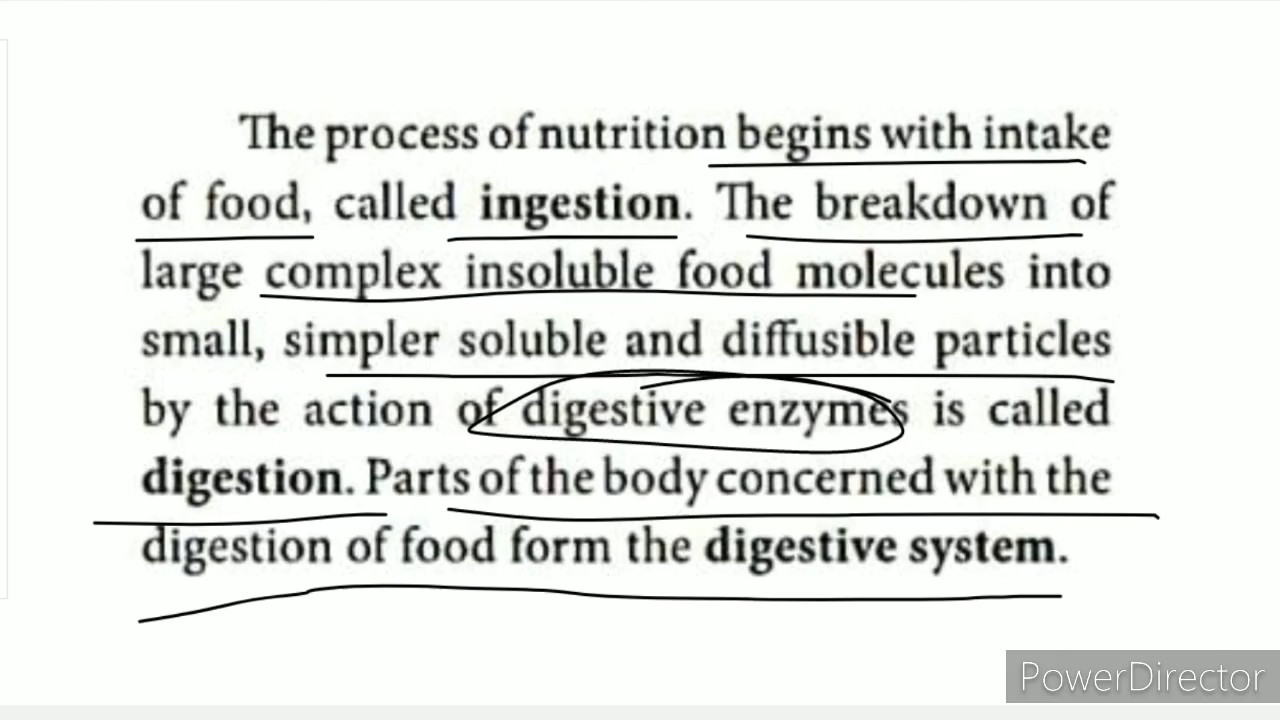 The process of nutrition begins with intake
of food, called ingestion. The breakdown of
large complex insoluble food molecules into
small, simpler soluble and diffusible particles
by the action of digestive enzymes is called
digestion. Parts of the body concerned with the
digestion of food form the digestive system.
PowerDirector